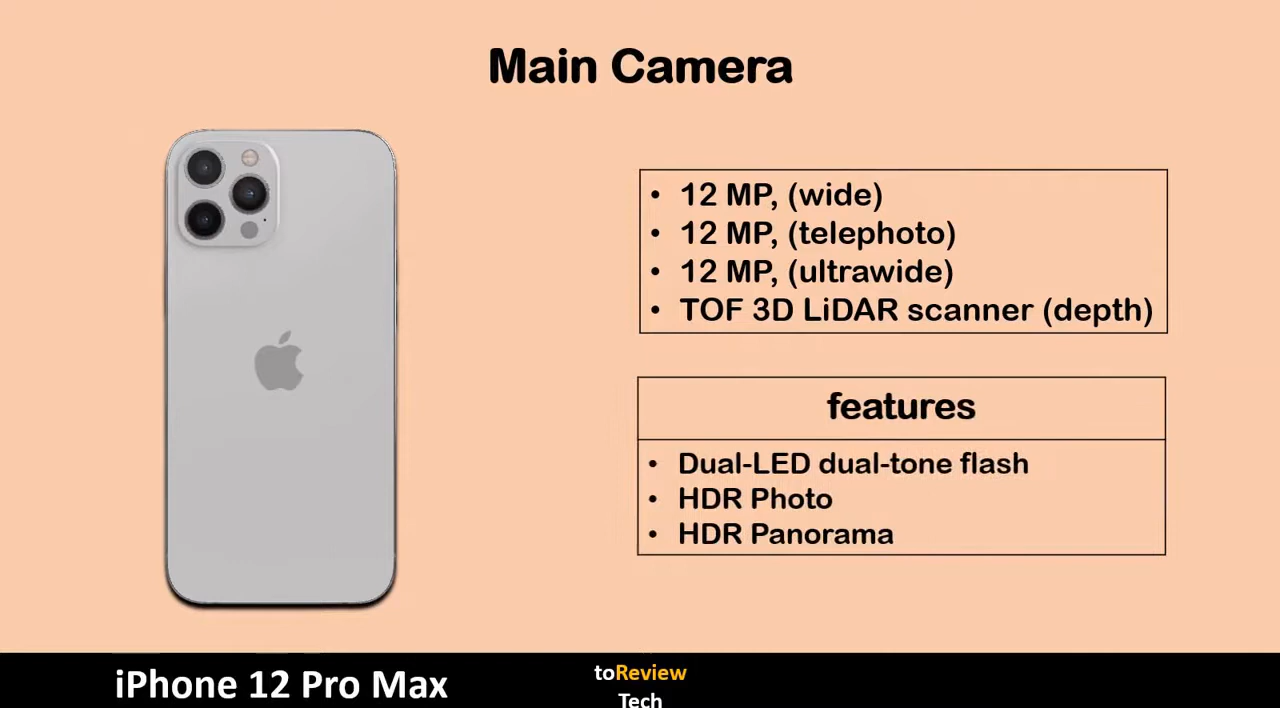 Main Camera
• 12 MP, (wide)
• 12 MP, (telephoto)
• 12 MP, (ultrawide)
• TOF 3D LiDAR scanner (depth)
features
• Dual-LED dual-tone flash
• HDR Photo
• HDR Panorama
iPhone 12 Pro Max
toReview
Tech